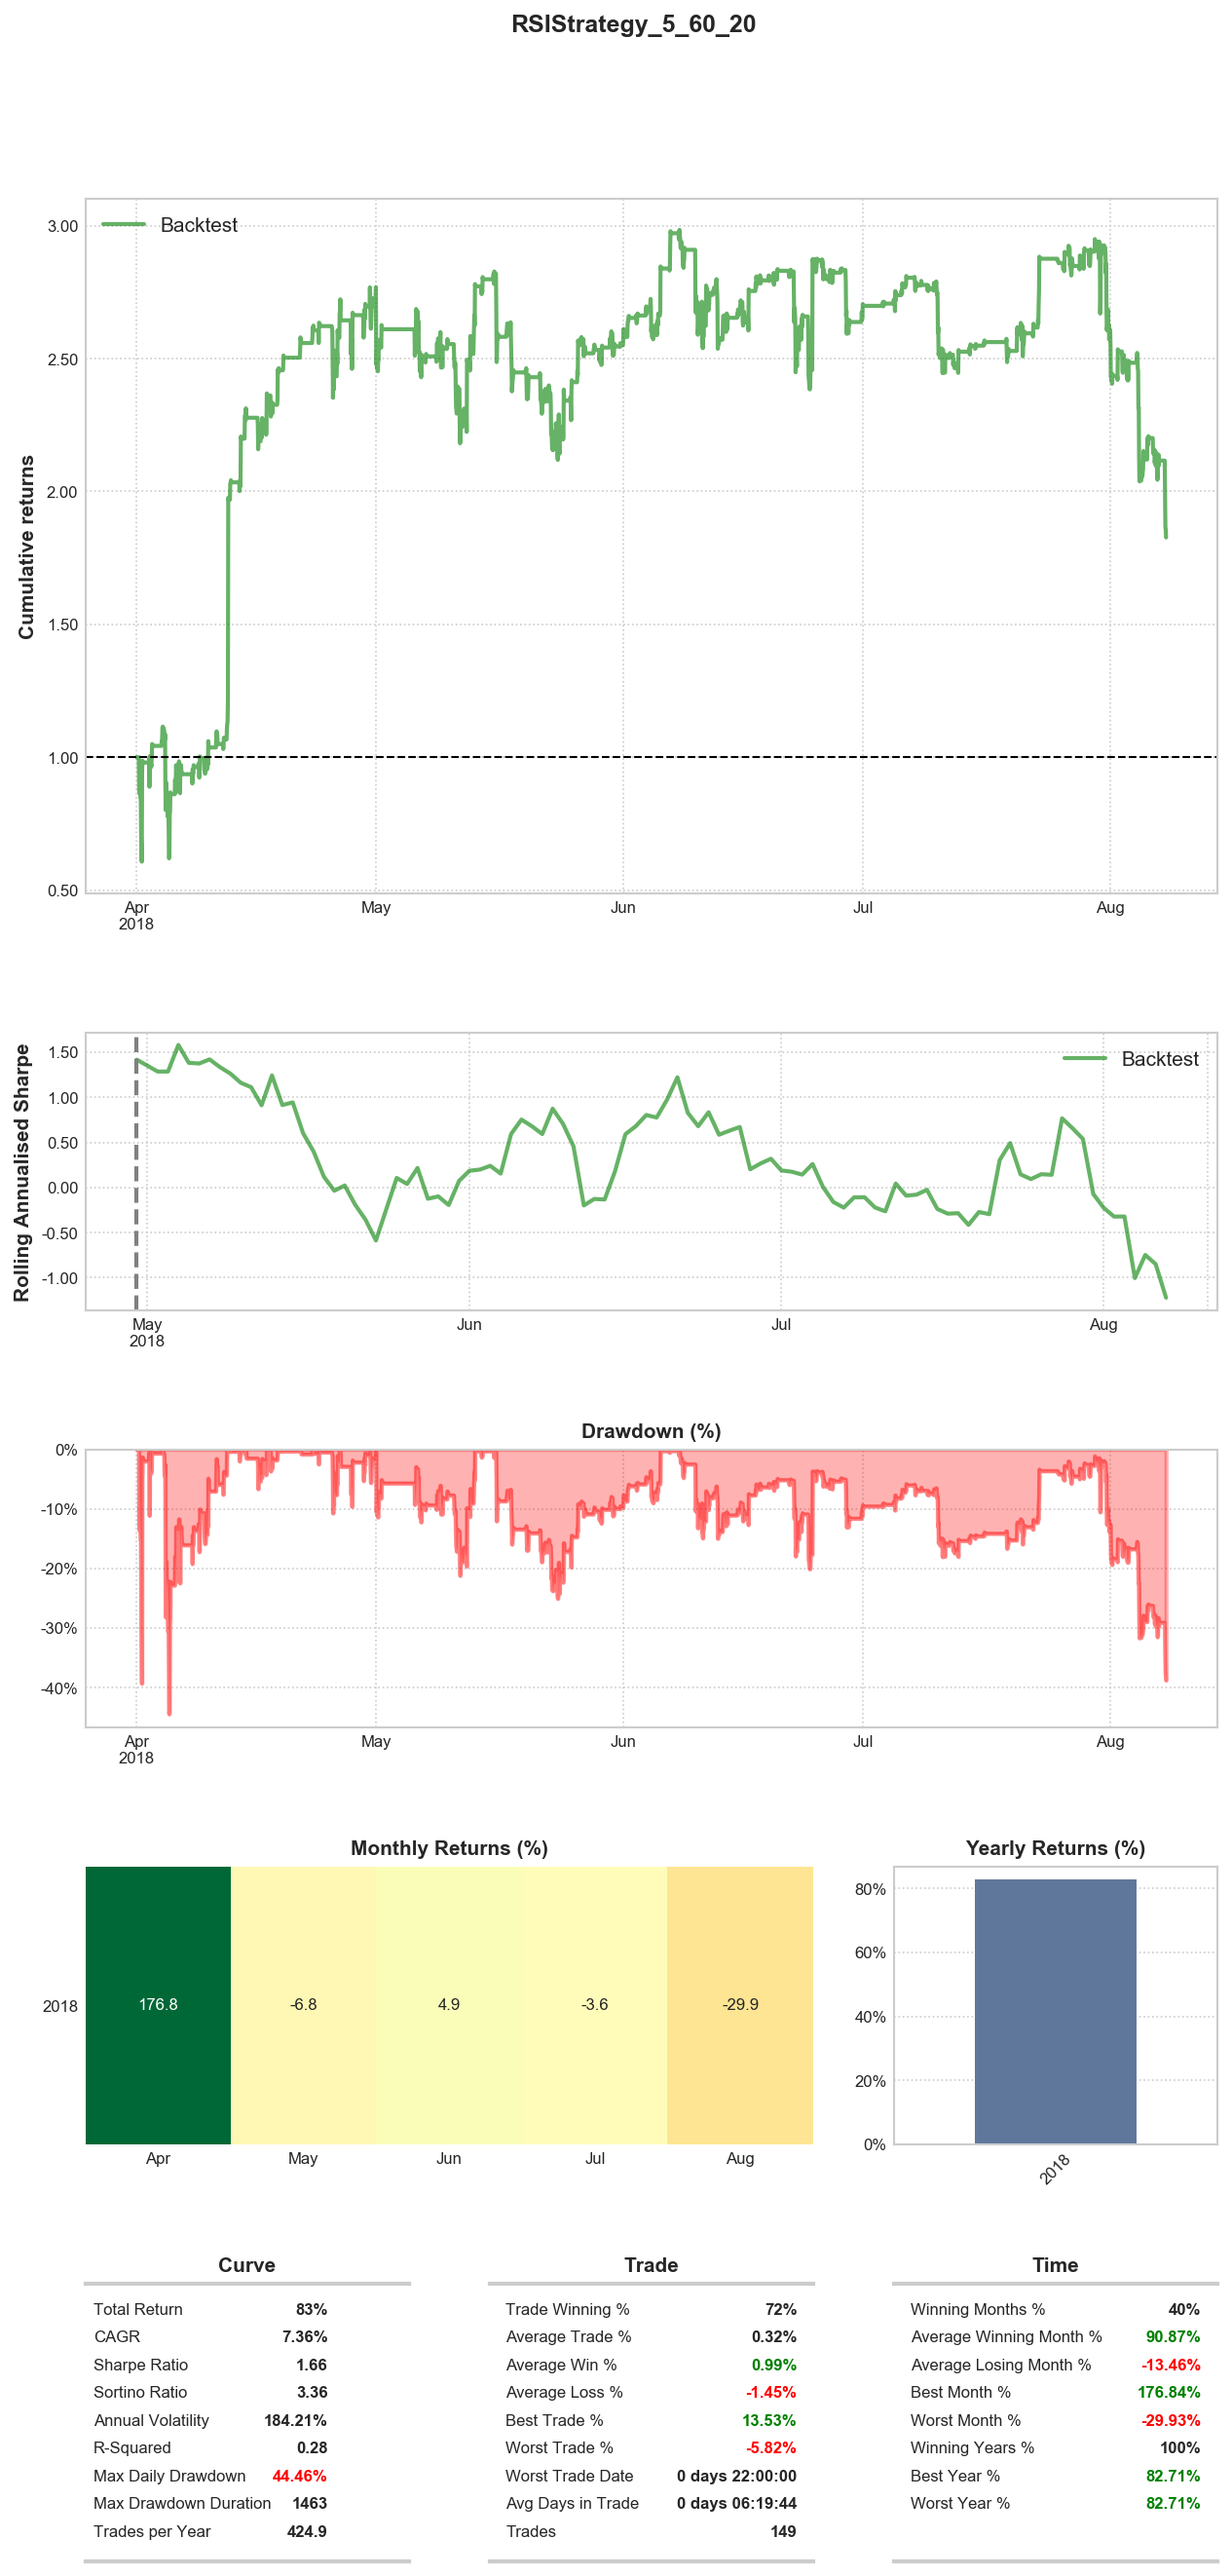 RSIStrategy_5_60_20
Backtest
3.00
2.50
2.00
1.50
1.00
0.50
Cumulative returns
Apr May Jun Jul Aug
2018
Backtest
1.50
1.00
0.50
0.00
-0.50
-1.00
Rolling Annualised Sharpe
May Jun Jul Aug
2018
Drawdown (%)
0%
-10%
-20%
-30%
-40%
Apr May Jun Jul Aug
2018
Monthly Returns (%)
2018 176.8 -6.8 4.9 -3.6 -29.9
Apr May Jun Jul Aug
Yearly Returns (%)
80%
60%
40%
20%
0%
2018
Curve
Total Return 83%
CAGR 7.36%
Sharpe Ratio 1.66
Sortino Ratio 3.36
Annual Volatility 184.21%
R-Squared 0.28
Max Daily Drawdown 44.46%
Max Drawdown Duration 1463
Trades per Year 424.9
Trade
Trade Winning % 72%
Average Trade % 0.32%
Average Win % 0.99%
Average Loss % -1.45%
Best Trade % 13.53%
Worst Trade % -5.82%
Worst Trade Date 0 days 22:00:00
Avg Days in Trade 0 days 06:19:44
Trades 149
Time
Winning Months % 40%
Average Winning Month % 90.87%
Average Losing Month % -13.46%
Best Month % 176.84%
Worst Month % -29.93%
Winning Years % 100%
Best Year % 82.71%
Worst Year % 82.71%